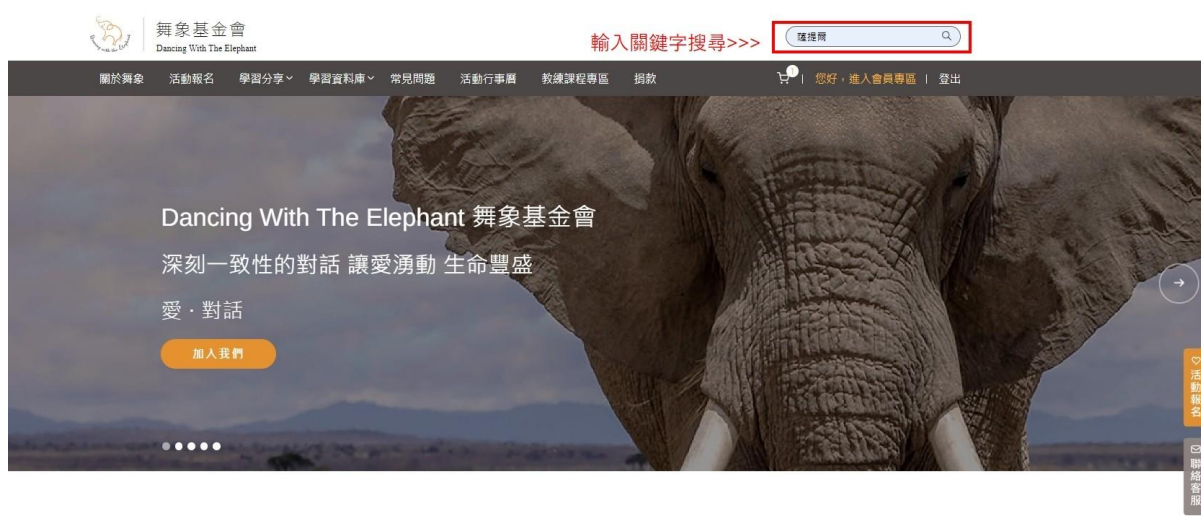 舞象基金會
Dancing With The Elephant
輸入關鍵字搜尋>>>
薩提爾
關於舞象 活動報名 學習分享 學習資料庫 常見問題 活動行事曆 教練課程專區 捐款
1 | 您好，進入會員專區 | 登出
Dancing With The Elephant 舞象基金會
深刻一致性的對話 讓愛湧動 生命豐盛
愛．對話
加入我們
活動報名
聯絡客服